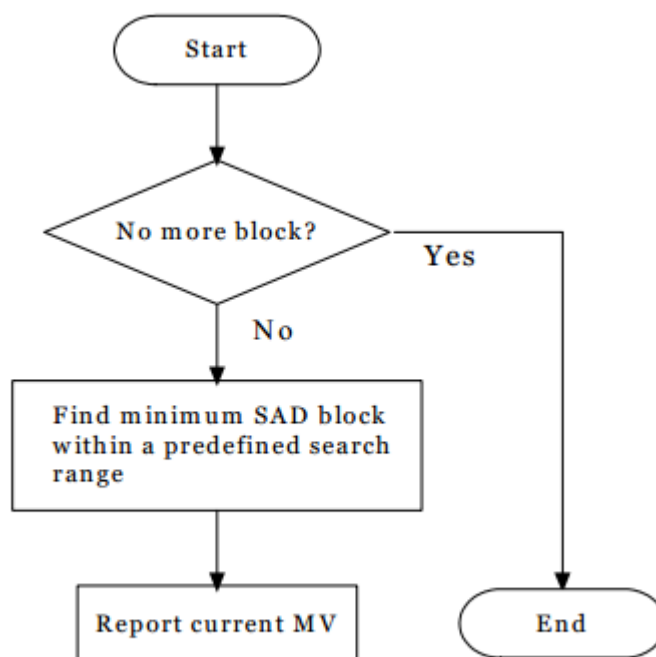 Start
No more block?
Yes
No
Find minimum SAD block
within a predefined search
range
Report current MV
End